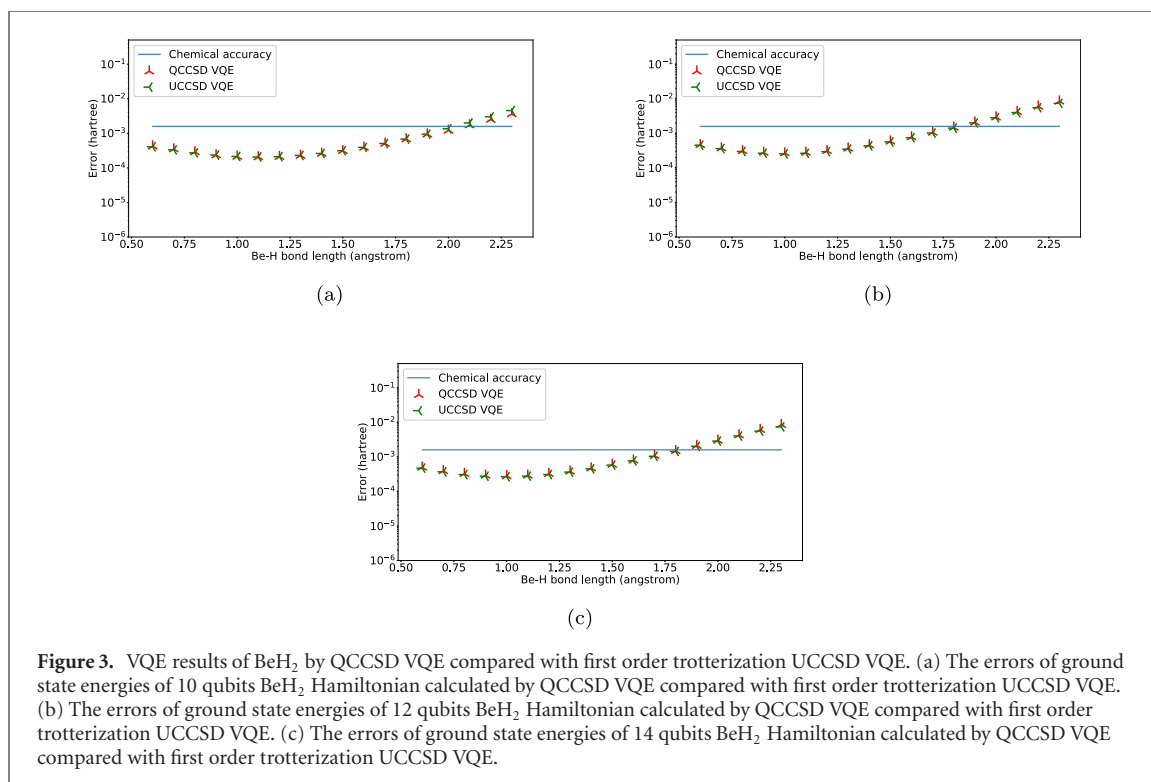 Chemical accuracy
QCCSD VQE
UCCSD VQE
10⁻¹
10⁻²
10⁻³
10⁻⁴
10⁻⁵
10⁻⁶
Error (hartree)
0.50 0.75 1.00 1.25 1.50 1.75 2.00 2.25
Be-H bond length (angstrom)
(a)
Chemical accuracy
QCCSD VQE
UCCSD VQE
10⁻¹
10⁻²
10⁻³
10⁻⁴
10⁻⁵
10⁻⁶
Error (hartree)
0.50 0.75 1.00 1.25 1.50 1.75 2.00 2.25
Be-H bond length (angstrom)
(b)
Chemical accuracy
QCCSD VQE
UCCSD VQE
10⁻¹
10⁻²
10⁻³
10⁻⁴
10⁻⁵
10⁻⁶
Error (hartree)
0.50 0.75 1.00 1.25 1.50 1.75 2.00 2.25
Be-H bond length (angstrom)
(c)
Figure 3. VQE results of BeH₂ by QCCSD VQE compared with first order trotterization UCCSD VQE. (a) The errors of ground
state energies of 10 qubits BeH₂ Hamiltonian calculated by QCCSD VQE compared with first order trotterization UCCSD VQE.
(b) The errors of ground state energies of 12 qubits BeH₂ Hamiltonian calculated by QCCSD VQE compared with first order
trotterization UCCSD VQE. (c) The errors of ground state energies of 14 qubits BeH₂ Hamiltonian calculated by QCCSD VQE
compared with first order trotterization UCCSD VQE.